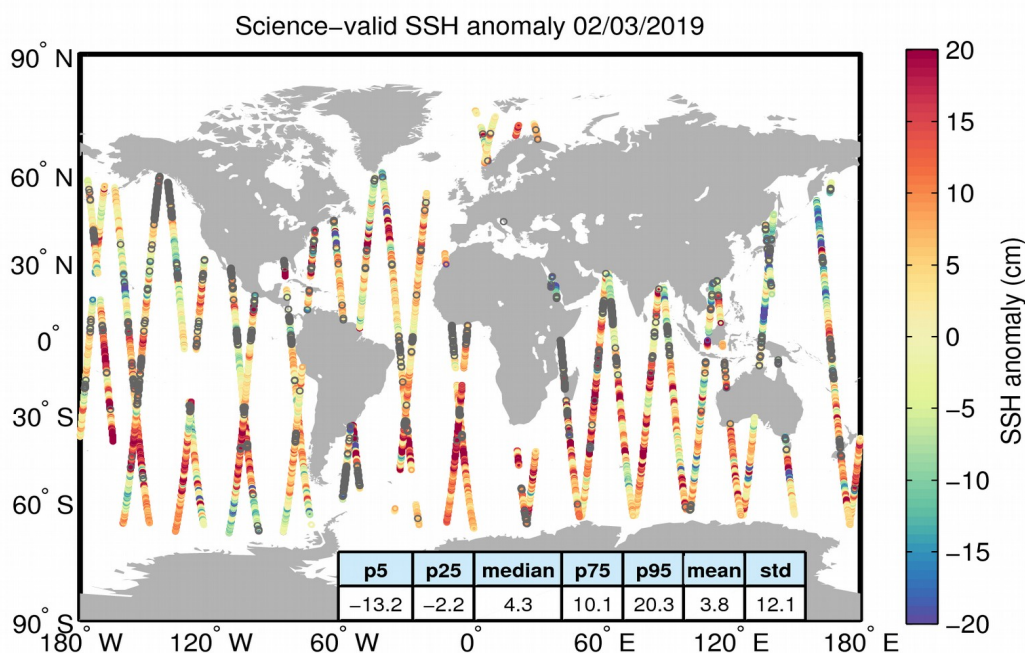 Science−valid SSH anomaly 02/03/2019
90° N
60° N
30° N
0°
30° S
60° S
90° S
180° W
120° W
60° W
0°
60° E
120° E
180° E
p5 p25 median p75 p95 mean std
−13.2 −2.2 4.3 10.1 20.3 3.8 12.1
20
15
10
5
0
−5
−10
−15
−20
SSH anomaly (cm)